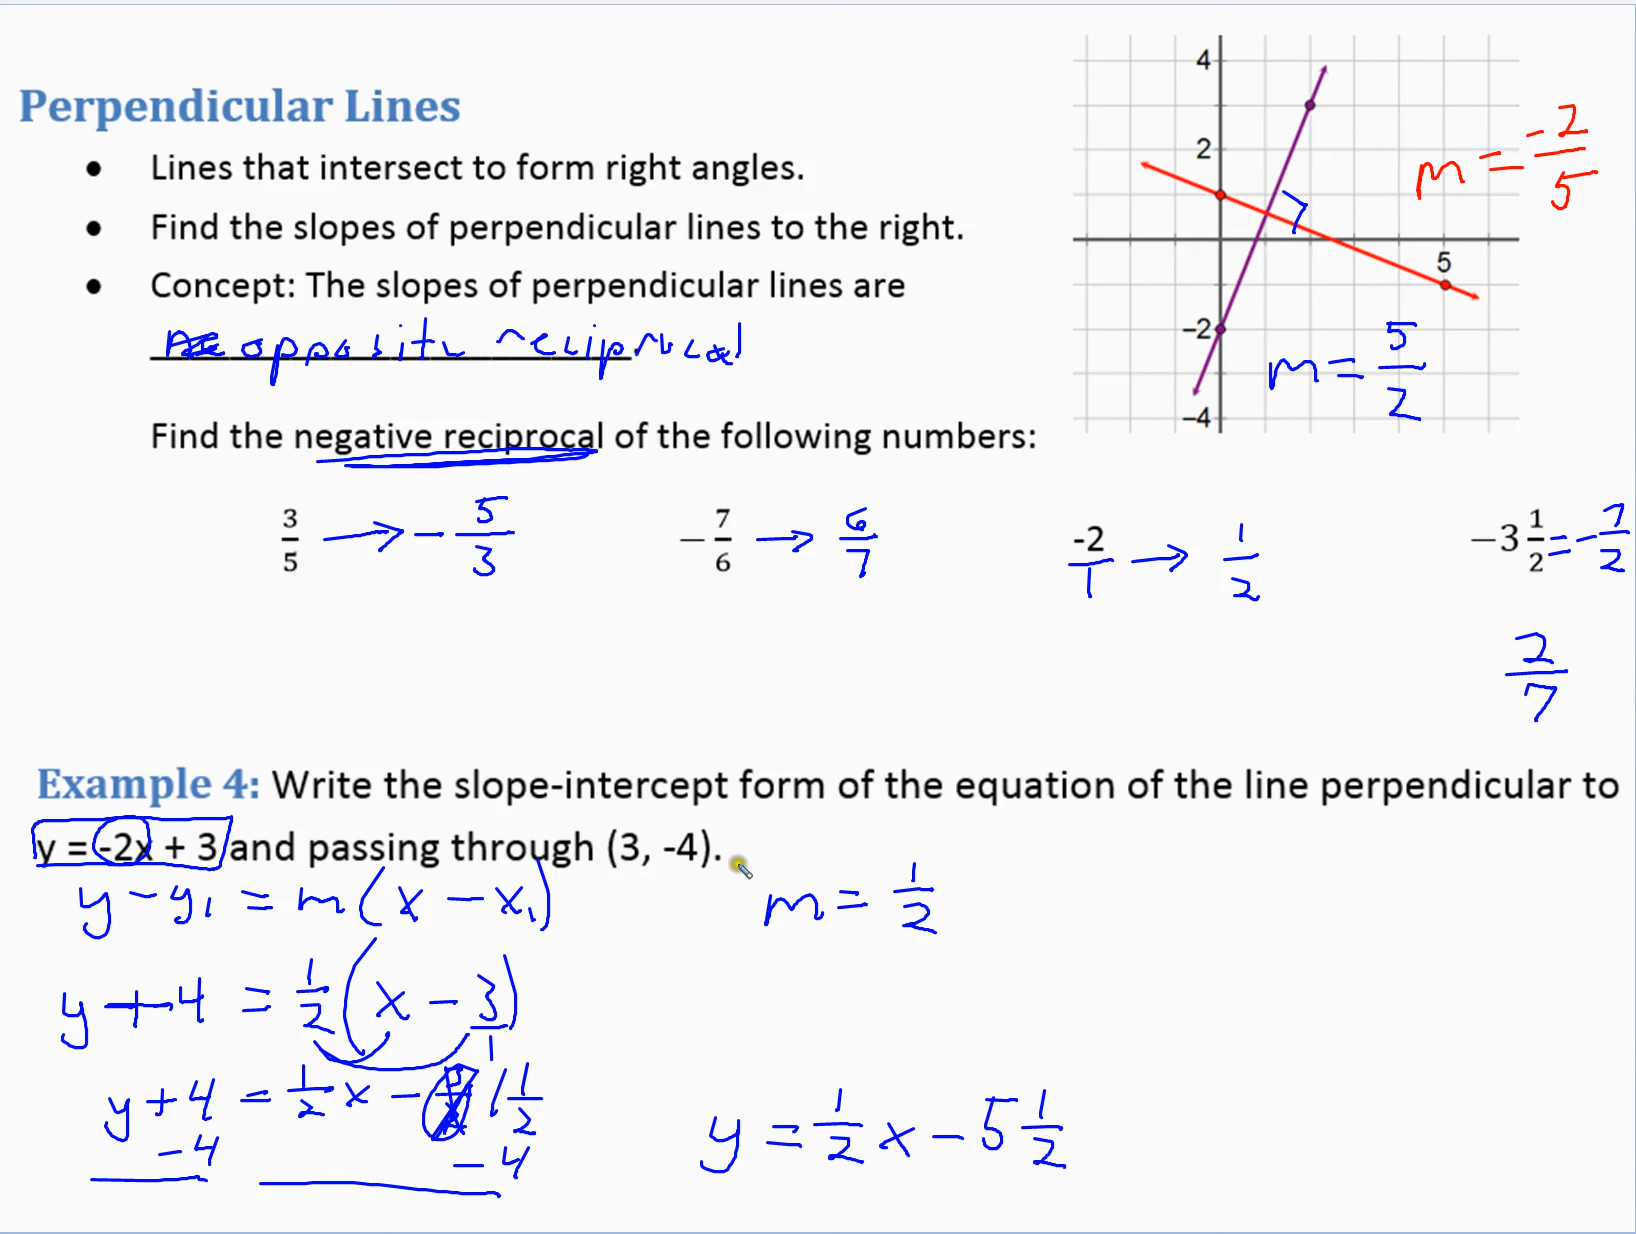 Perpendicular Lines
• Lines that intersect to form right angles.
• Find the slopes of perpendicular lines to the right.
• Concept: The slopes of perpendicular lines are
opposite reciprocal.
4
2
5
-2
-4
m = -2/5
m = 5/2
Find the negative reciprocal of the following numbers:
3/5 → -5/3   -7/6 → 6/7   -2/1 → 1/2   -3 1/2 = -7/2
2/7
Example 4: Write the slope-intercept form of the equation of the line perpendicular to
y = -2x + 3 and passing through (3, -4).
y - y₁ = m(x - x₁)   m = 1/2
y + 4 = 1/2(x - 3/1)
y + 4 = 1/2 x - 1 1/2
-4   -4
y = 1/2 x - 5 1/2